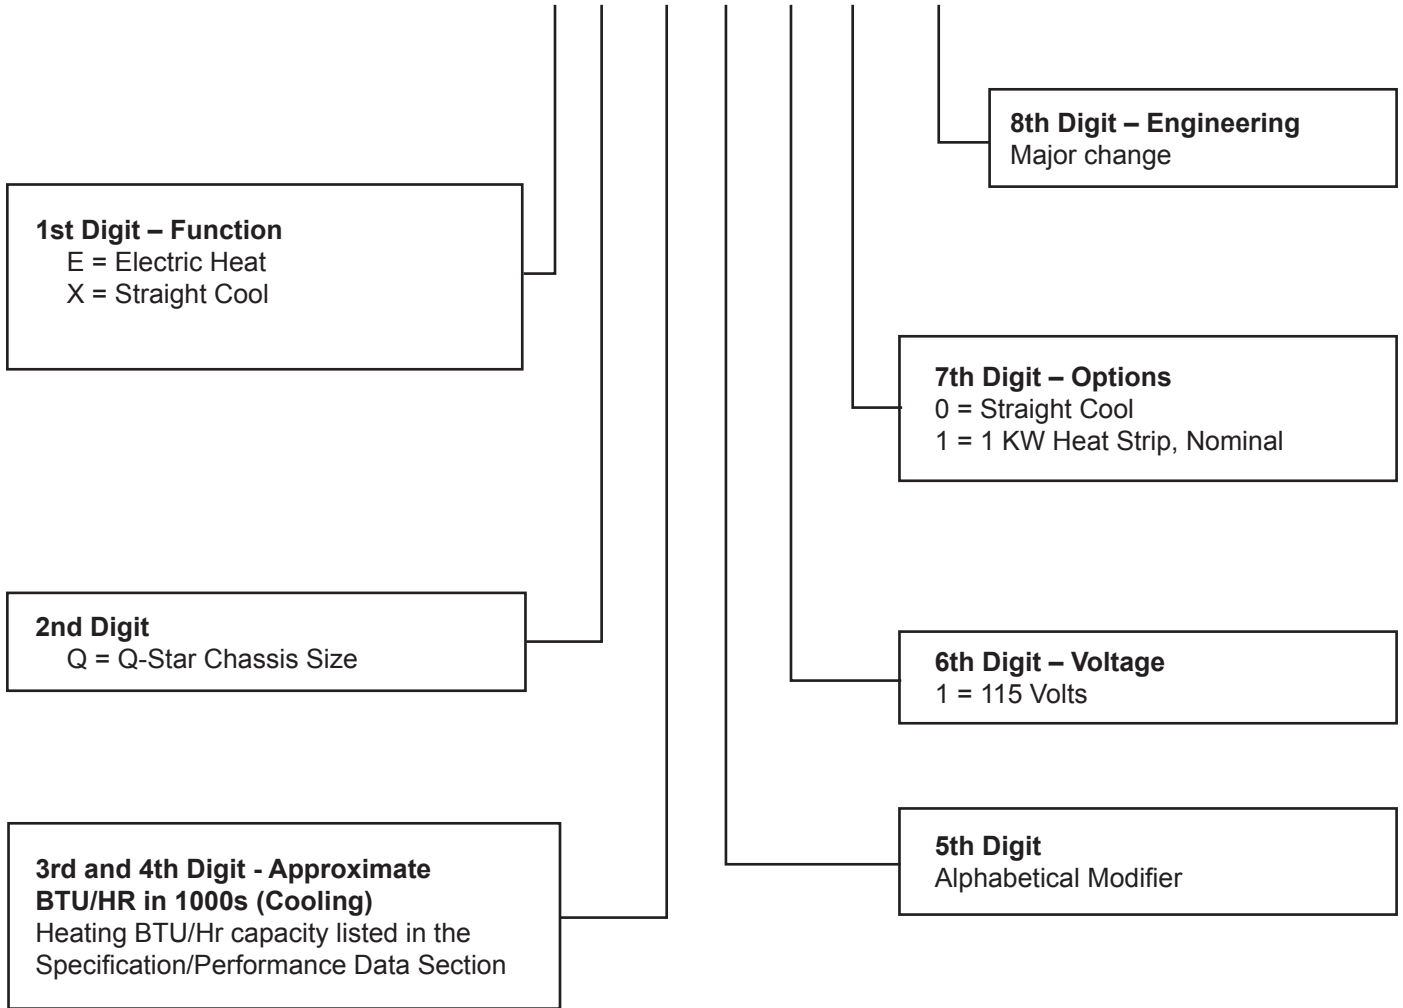 8th Digit – Engineering
Major change
1st Digit – Function
E = Electric Heat
X = Straight Cool
7th Digit – Options
0 = Straight Cool
1 = 1 KW Heat Strip, Nominal
2nd Digit
Q = Q-Star Chassis Size
6th Digit – Voltage
1 = 115 Volts
5th Digit
Alphabetical Modifier
3rd and 4th Digit - Approximate
BTU/HR in 1000s (Cooling)
Heating BTU/Hr capacity listed in the
Specification/Performance Data Section